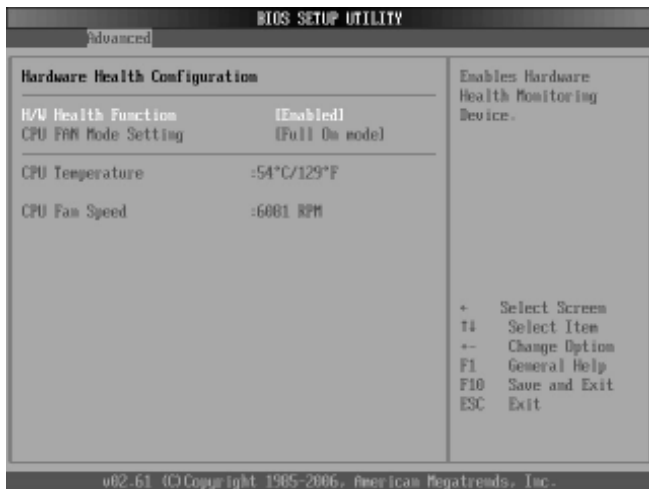 BIOS SETUP UTILITY
Advanced
Hardware Health Configuration
H/W Health Function [Enabled]
CPU FAN Mode Setting [Full On mode]
CPU Temperature :54°C/129°F
CPU Fan Speed :6081 RPM
Enables Hardware
Health Monitoring
Device.
← Select Screen
↑↓ Select Item
+- Change Option
F1 General Help
F10 Save and Exit
ESC Exit
v02.61 (C)Copyright 1985-2006, American Megatrends, Inc.